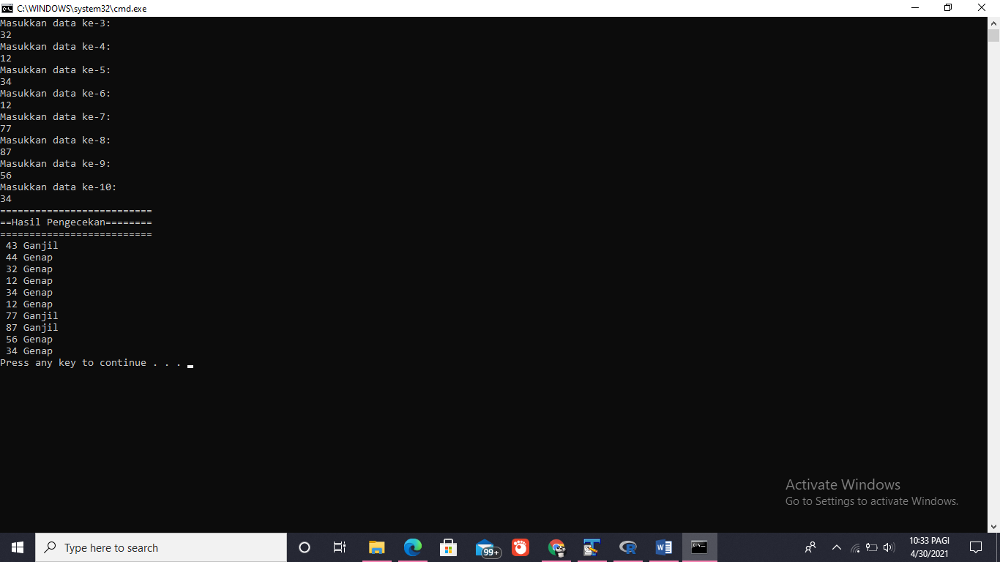 C:\WINDOWS\system32\cmd.exe
Masukkan data ke-3:
32
Masukkan data ke-4:
12
Masukkan data ke-5:
34
Masukkan data ke-6:
12
Masukkan data ke-7:
77
Masukkan data ke-8:
87
Masukkan data ke-9:
56
Masukkan data ke-10:
34
==========================
==Hasil Pengecekan========
==========================
43 Ganjil
44 Genap
32 Genap
12 Genap
34 Genap
12 Genap
77 Ganjil
87 Ganjil
56 Genap
34 Genap
Press any key to continue . . .
Activate Windows
Go to Settings to activate Windows.
Type here to search
99+
10:33 PAGI
4/30/2021